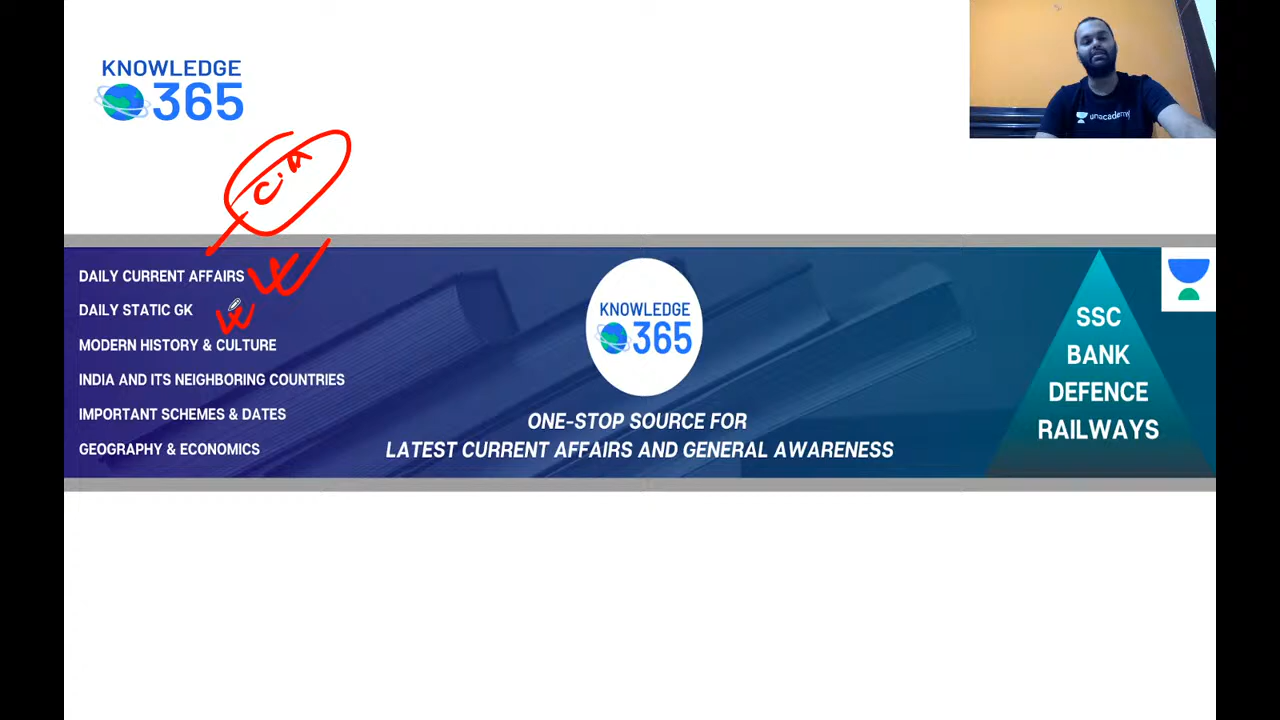 KNOWLEDGE
365
unacademy
C.A
DAILY CURRENT AFFAIRS
DAILY STATIC GK
MODERN HISTORY & CULTURE
INDIA AND ITS NEIGHBORING COUNTRIES
IMPORTANT SCHEMES & DATES
GEOGRAPHY & ECONOMICS
KNOWLEDGE
365
ONE-STOP SOURCE FOR
LATEST CURRENT AFFAIRS AND GENERAL AWARENESS
SSC
BANK
DEFENCE
RAILWAYS